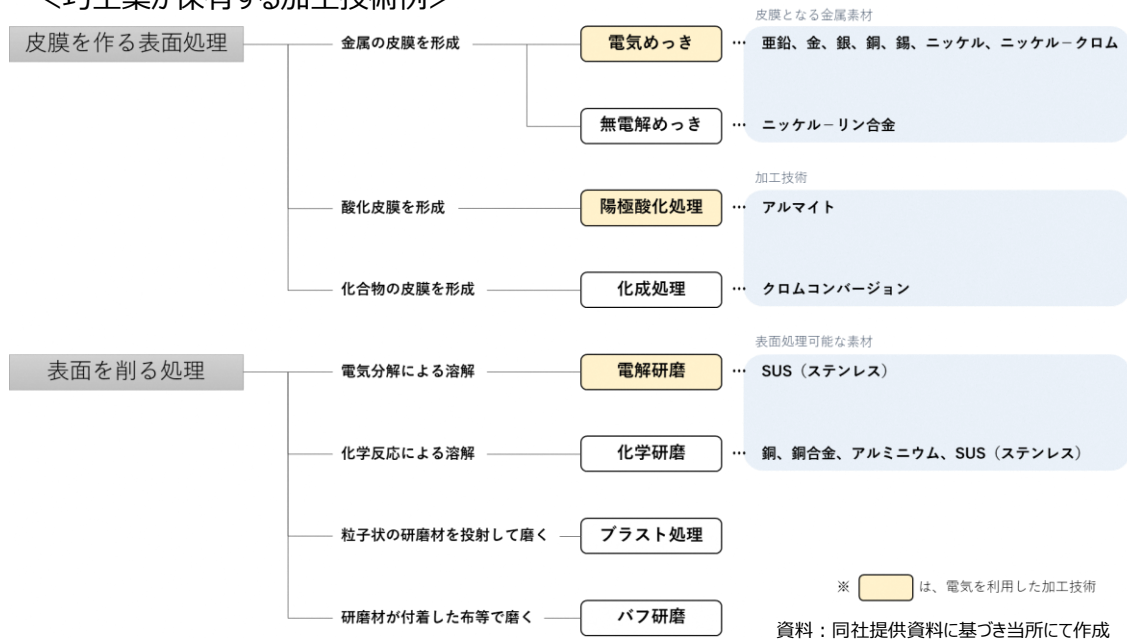 皮膜となる金属素材
皮膜を作る表面処理 金属の皮膜を形成 電気めっき … 亜鉛、金、銀、銅、錫、ニッケル、ニッケル－クロム
無電解めっき … ニッケル－リン合金
加工技術
酸化皮膜を形成 陽極酸化処理 … アルマイト
化合物の皮膜を形成 化成処理 … クロムコンバージョン
表面処理可能な素材
表面を削る処理 電気分解による溶解 電解研磨 … SUS（ステンレス）
化学反応による溶解 化学研磨 … 銅、銅合金、アルミニウム、SUS（ステンレス）
粒子状の研磨材を投射して磨く ブラスト処理
※ は、電気を利用した加工技術
研磨材が付着した布等で磨く バフ研磨
資料：同社提供資料に基づき当所にて作成